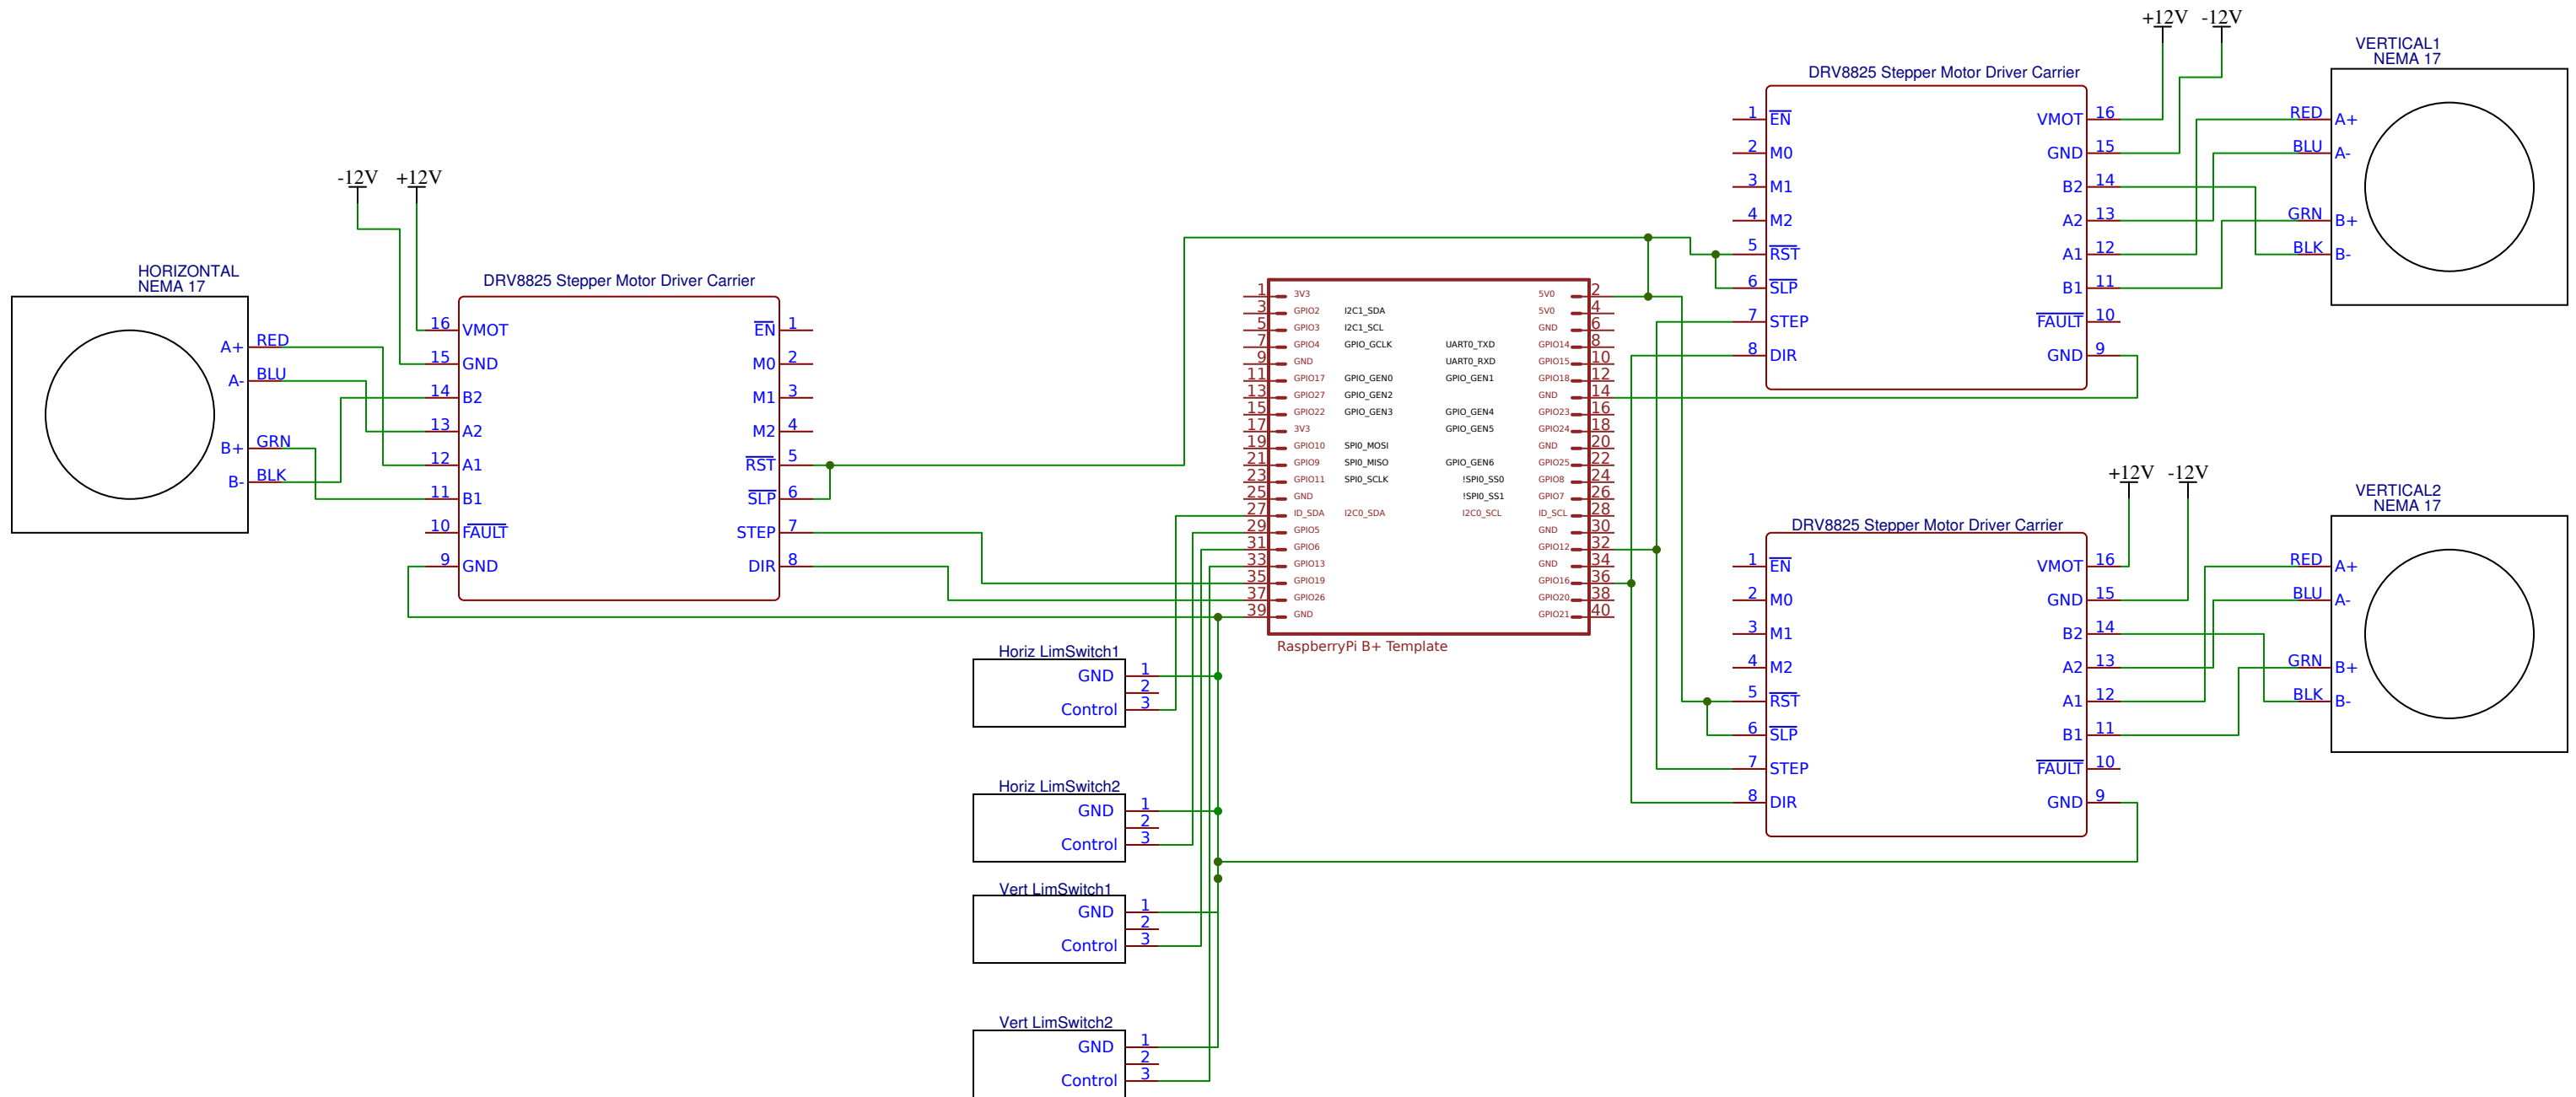 +12V -12V
VERTICAL1
NEMA 17
DRV8825 Stepper Motor Driver Carrier
1 EN VMOT 16 RED A+
2 M0 GND 15 BLU A-
3 M1 B2 14
4 M2 A2 13 GRN B+
5 RST A1 12 BLK B-
6 SLP B1 11
7 STEP FAULT 10
8 DIR GND 9
-12V +12V
HORIZONTAL
NEMA 17
DRV8825 Stepper Motor Driver Carrier
16 VMOT EN 1
A+ RED 15 GND M0 2
A- BLU 14 B2 M1 3
13 A2 M2 4
B+ GRN 12 A1 RST 5
B- BLK 11 B1 SLP 6
10 FAULT STEP 7
9 GND DIR 8
1 3V3 5V0 2
3 GPIO2 I2C1_SDA 5V0 4
5 GPIO3 I2C1_SCL GND 6
7 GPIO4 GPIO_GCLK UART0_TXD GPIO14 8
9 GND UART0_RXD GPIO15 10
11 GPIO17 GPIO_GEN0 GPIO_GEN1 GPIO18 12
13 GPIO27 GPIO_GEN2 GND 14
15 GPIO22 GPIO_GEN3 GPIO_GEN4 GPIO23 16
17 3V3 GPIO_GEN5 GPIO24 18
19 GPIO10 SPI0_MOSI GND 20
21 GPIO9 SPI0_MISO GPIO_GEN6 GPIO25 22
23 GPIO11 SPI0_SCLK !SPI0_SS0 GPIO8 24
25 GND !SPI0_SS1 GPIO7 26
27 ID_SDA I2C0_SDA I2C0_SCL ID_SCL 28
29 GPIO5 GND 30
31 GPIO6 GPIO12 32
33 GPIO13 GND 34
35 GPIO19 GPIO16 36
37 GPIO26 GPIO20 38
39 GND GPIO21 40
RaspberryPi B+ Template
+12V -12V
VERTICAL2
NEMA 17
DRV8825 Stepper Motor Driver Carrier
1 EN VMOT 16 RED A+
2 M0 GND 15 BLU A-
3 M1 B2 14
4 M2 A2 13 GRN B+
5 RST A1 12 BLK B-
6 SLP B1 11
7 STEP FAULT 10
8 DIR GND 9
Horiz LimSwitch1
GND 1
2
Control 3
Horiz LimSwitch2
GND 1
2
Control 3
Vert LimSwitch1
GND 1
2
Control 3
Vert LimSwitch2
GND 1
2
Control 3